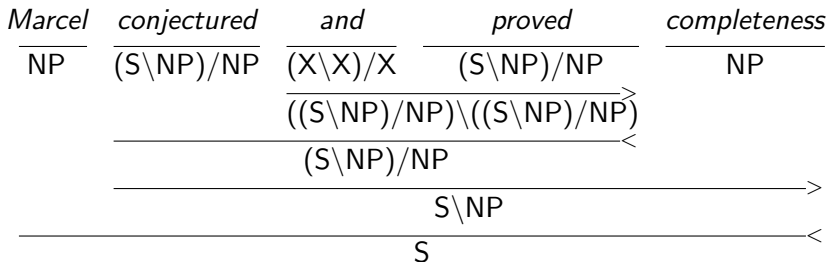 Marcel conjectured and proved completeness
NP (S\NP)/NP (X\X)/X (S\NP)/NP NP
>
((S\NP)/NP)\((S\NP)/NP)
<
(S\NP)/NP
>
S\NP
<
S